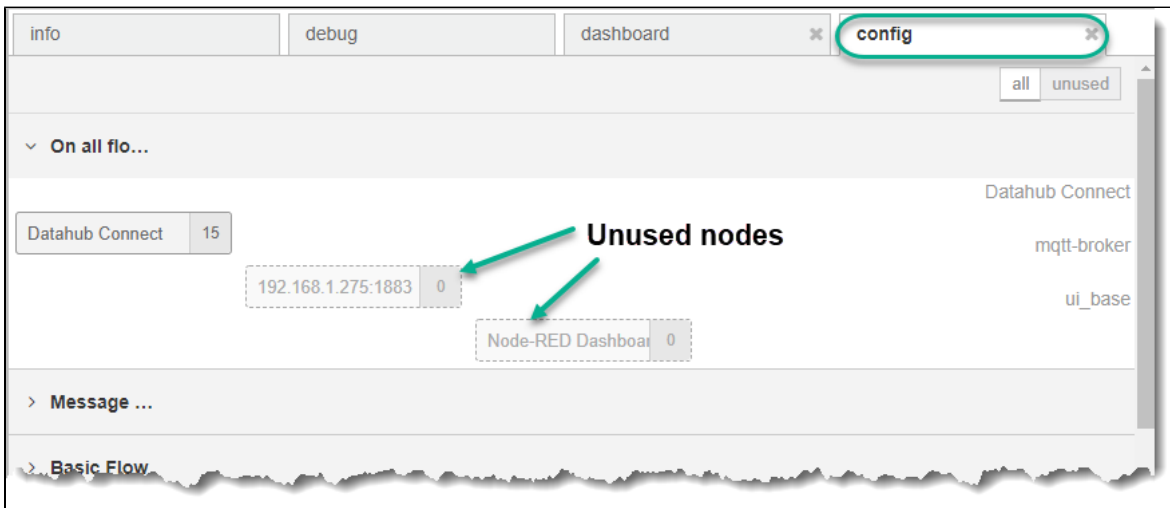 info debug dashboard config
all unused
On all flo...
Datahub Connect
Datahub Connect 15
Unused nodes
mqtt-broker
192.168.1.275:1883 0
ui_base
Node-RED Dashboar 0
Message ...
Basic Flow